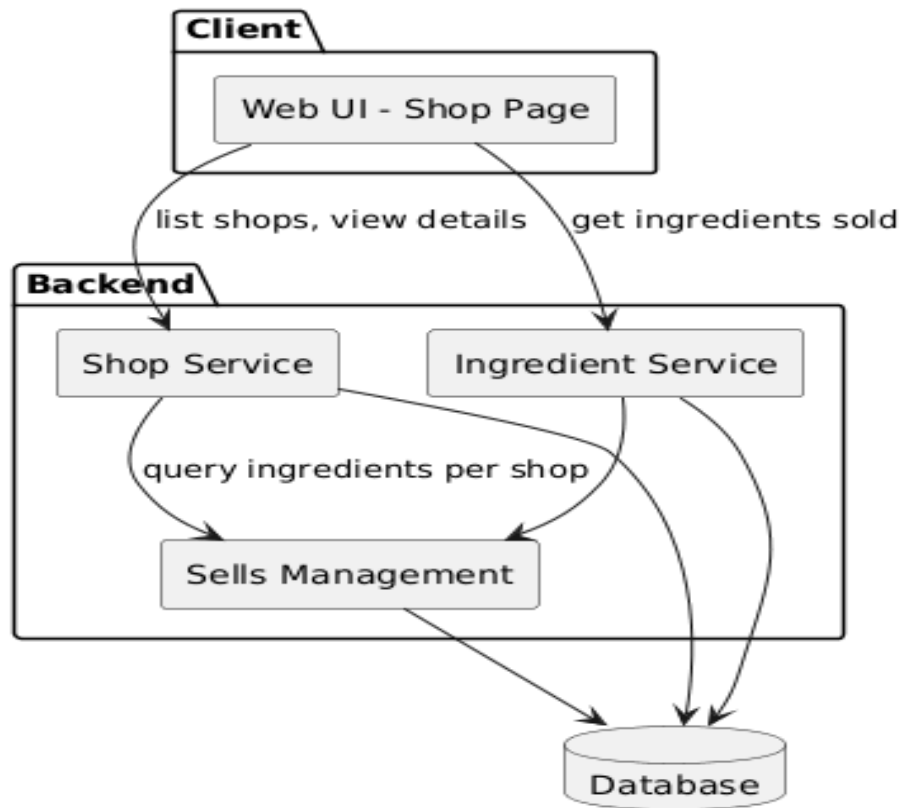 Client
Web UI - Shop Page
list shops, view details
get ingredients sold
Backend
Shop Service
Ingredient Service
query ingredients per shop
Sells Management
Database